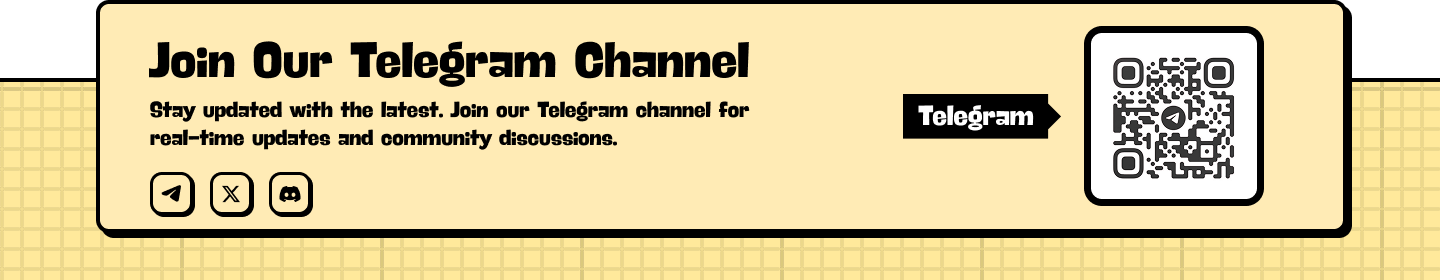 Join Our Telegram Channel
Stay updated with the latest. Join our Telegram channel for
real-time updates and community discussions.
Telegram